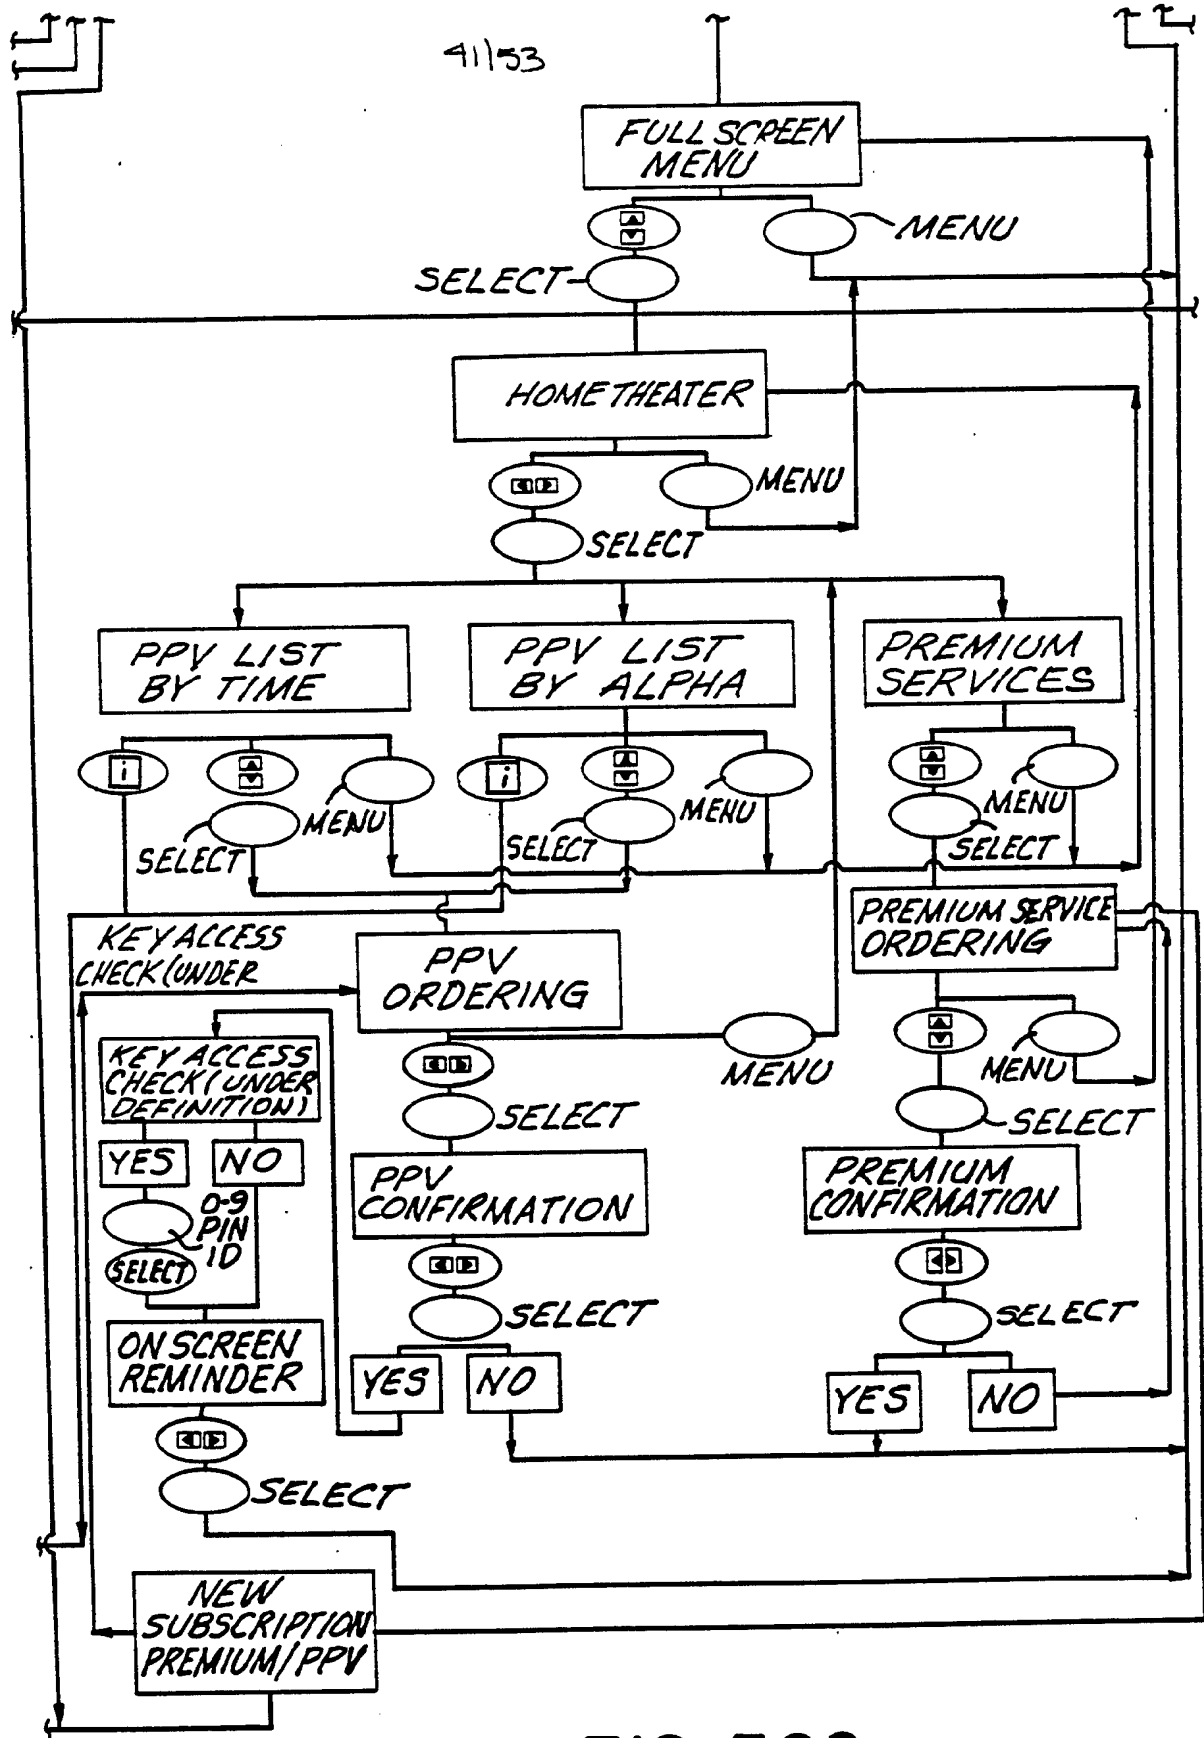 41/53
FULL SCREEN
MENU
MENU
SELECT
HOME THEATER
MENU
SELECT
PPV LIST
BY TIME
PPV LIST
BY ALPHA
PREMIUM
SERVICES
i
MENU
SELECT
i
MENU
SELECT
MENU
SELECT
KEY ACCESS
CHECK (UNDER
PPV
ORDERING
PREMIUM SERVICE
ORDERING
MENU
MENU
KEY ACCESS
CHECK (UNDER
DEFINITION)
SELECT
SELECT
YES
NO
0-9
PIN
ID
SELECT
PPV
CONFIRMATION
PREMIUM
CONFIRMATION
SELECT
SELECT
ON SCREEN
REMINDER
YES
NO
YES
NO
SELECT
NEW
SUBSCRIPTION
PREMIUM/PPV